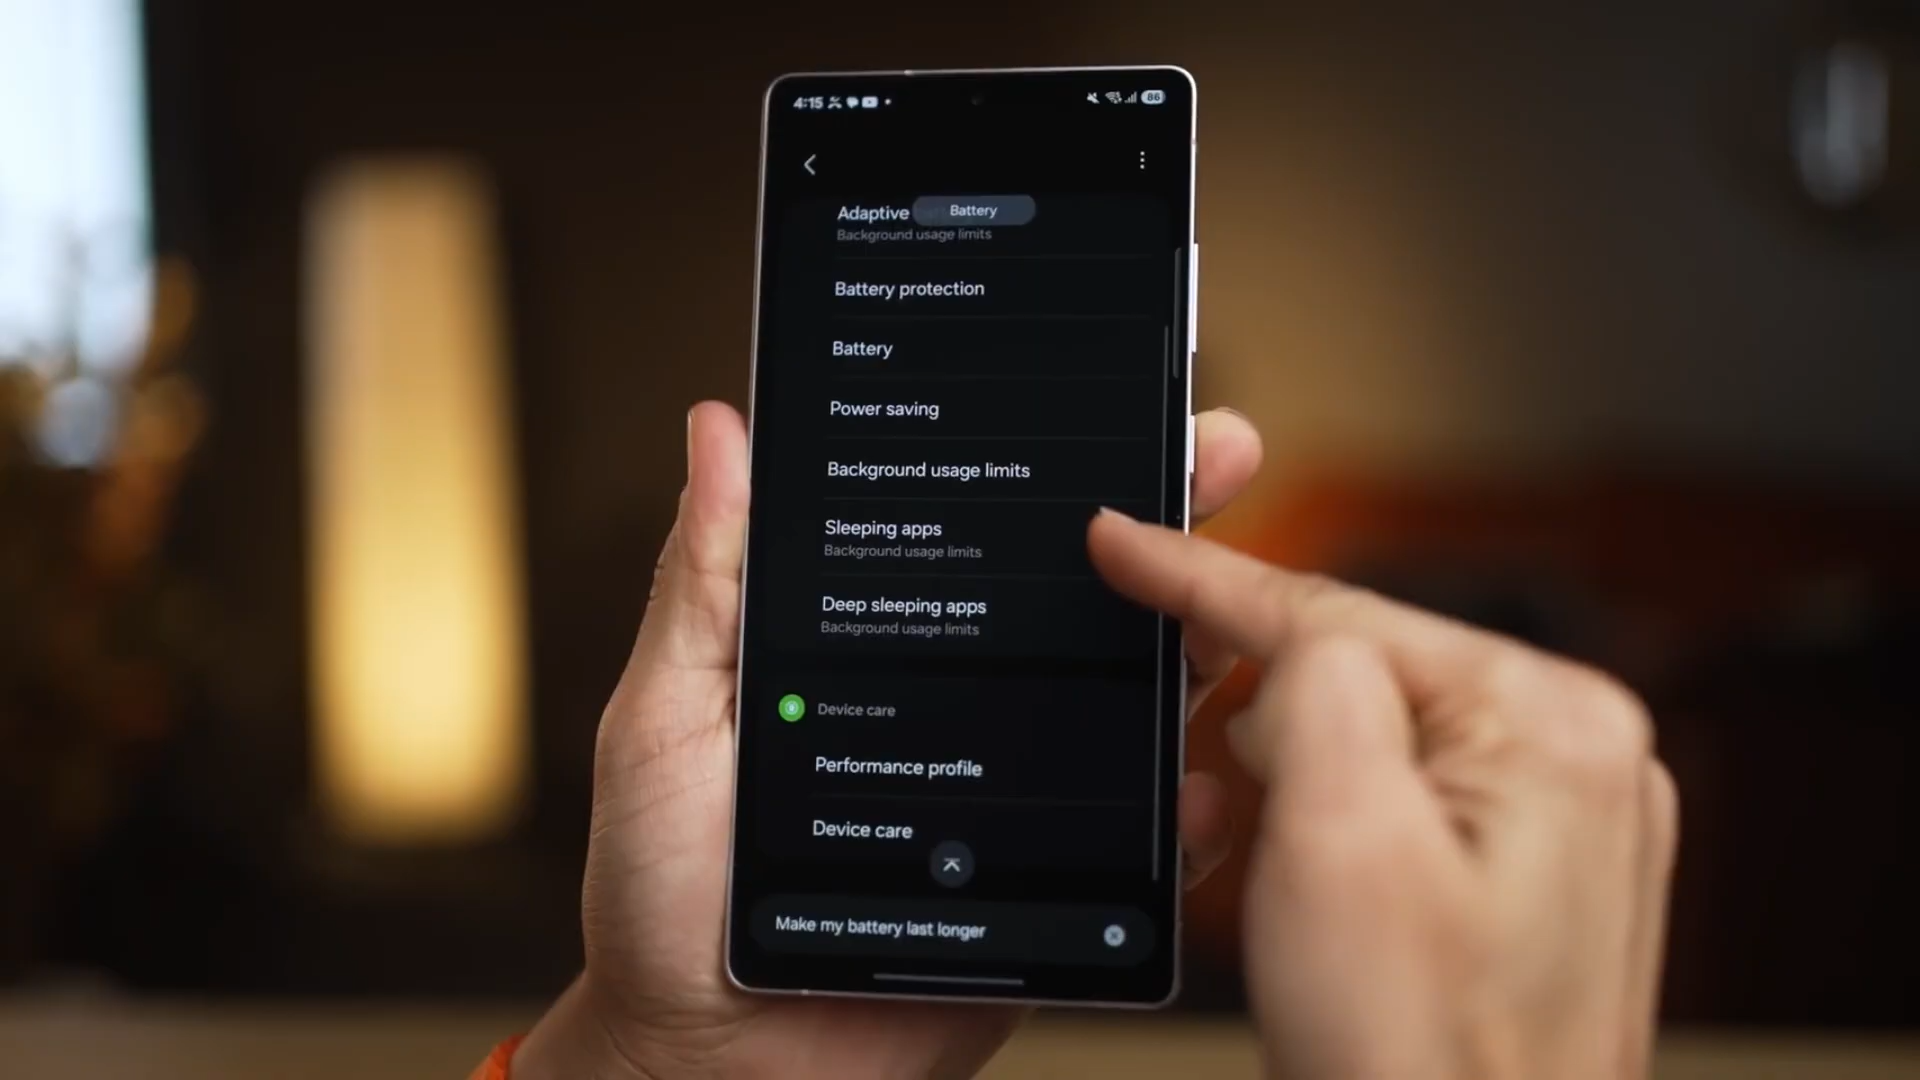 4:15
86
Adaptive
Battery
Background usage limits
Battery protection
Battery
Power saving
Background usage limits
Sleeping apps
Background usage limits
Deep sleeping apps
Background usage limits
Device care
Performance profile
Device care
Make my battery last longer